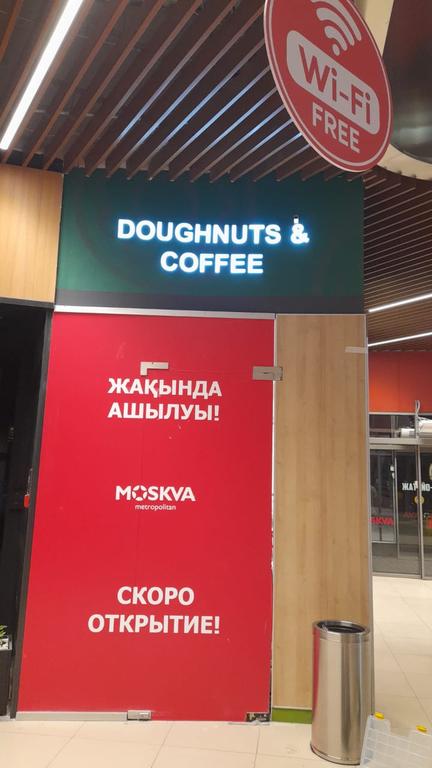 Wi-Fi
FREE
DOUGHNUTS &
COFFEE
ЖАҚЫНДА
АШЫЛУЫ!
MOSKVA
metropolitan
СКОРО
ОТКРЫТИЕ!